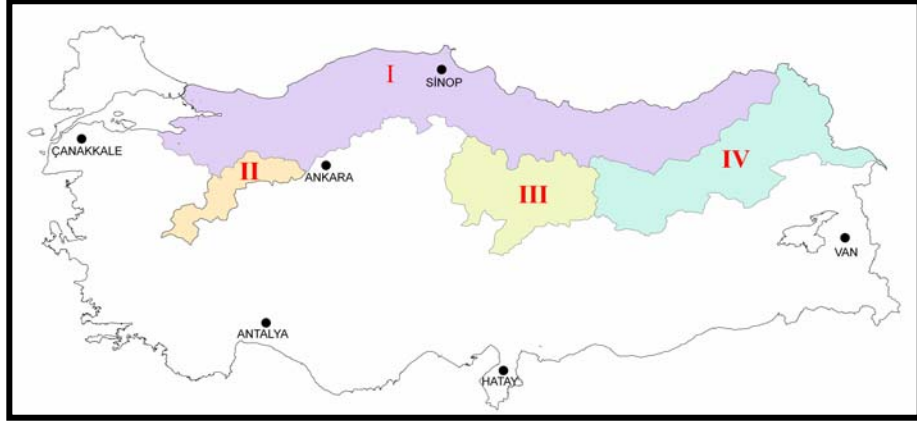 I
SİNOP
ÇANAKKALE
II
ANKARA
III
IV
VAN
ANTALYA
HATAY